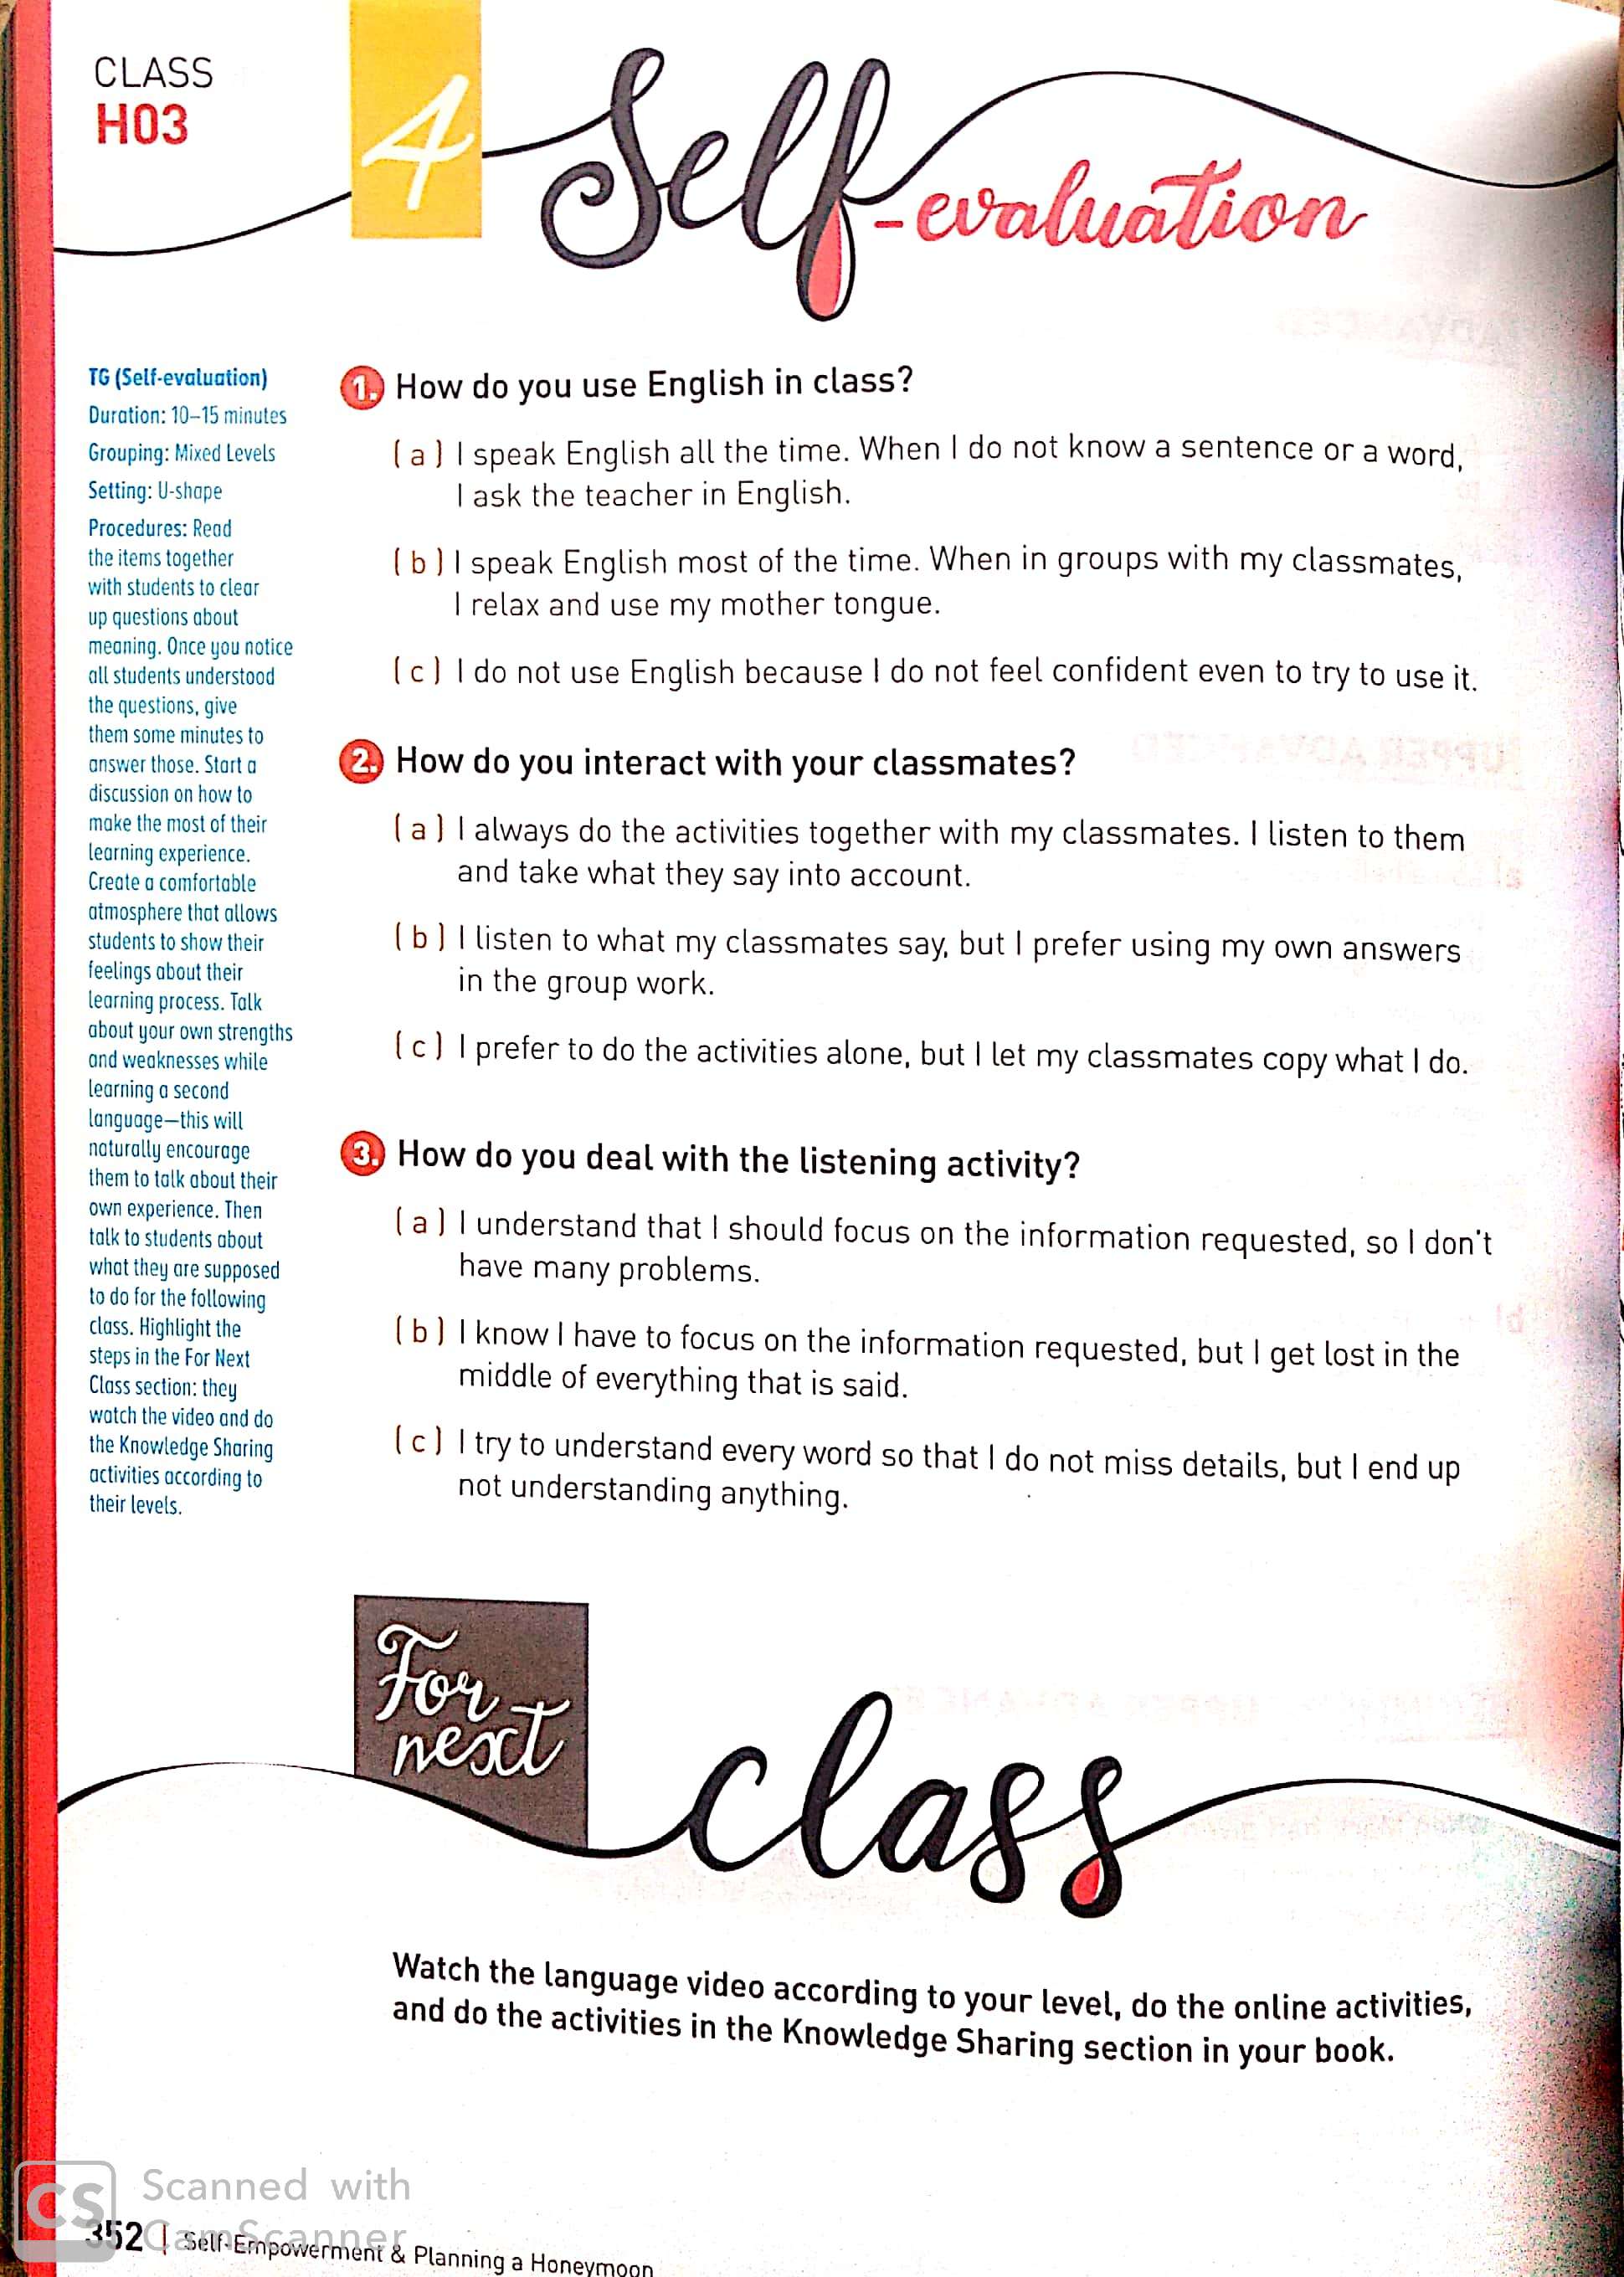 CLASS
H03
4 Self-evaluation
TG (Self-evaluation)
Duration: 10–15 minutes
Grouping: Mixed Levels
Setting: U-shape
Procedures: Read
the items together
with students to clear
up questions about
meaning. Once you notice
all students understood
the questions, give
them some minutes to
answer those. Start a
discussion on how to
make the most of their
learning experience.
Create a comfortable
atmosphere that allows
students to show their
feelings about their
learning process. Talk
about your own strengths
and weaknesses while
learning a second
language—this will
naturally encourage
them to talk about their
own experience. Then
talk to students about
what they are supposed
to do for the following
class. Highlight the
steps in the For Next
Class section: they
watch the video and do
the Knowledge Sharing
activities according to
their levels.
1. How do you use English in class?
( a ) I speak English all the time. When I do not know a sentence or a word,
I ask the teacher in English.
( b ) I speak English most of the time. When in groups with my classmates,
I relax and use my mother tongue.
( c ) I do not use English because I do not feel confident even to try to use it.
2. How do you interact with your classmates?
( a ) I always do the activities together with my classmates. I listen to them
and take what they say into account.
( b ) I listen to what my classmates say, but I prefer using my own answers
in the group work.
( c ) I prefer to do the activities alone, but I let my classmates copy what I do.
3. How do you deal with the listening activity?
( a ) I understand that I should focus on the information requested, so I don't
have many problems.
( b ) I know I have to focus on the information requested, but I get lost in the
middle of everything that is said.
( c ) I try to understand every word so that I do not miss details, but I end up
not understanding anything.
For
next
class
Watch the language video according to your level, do the online activities,
and do the activities in the Knowledge Sharing section in your book.
CS
Scanned with
CamScanner
352 | Self-Empowerment & Planning a Honeymoon